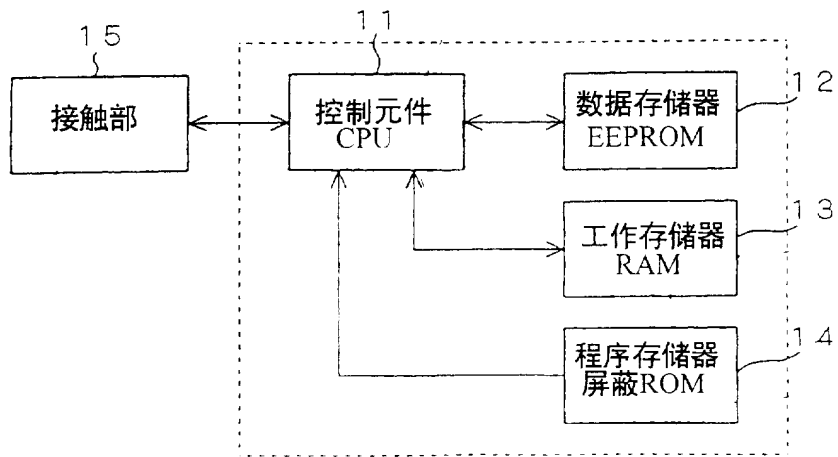 15
11
接触部
控制元件
CPU
数据存储器
EEPROM
12
工作存储器
RAM
13
程序存储器
屏蔽ROM
14